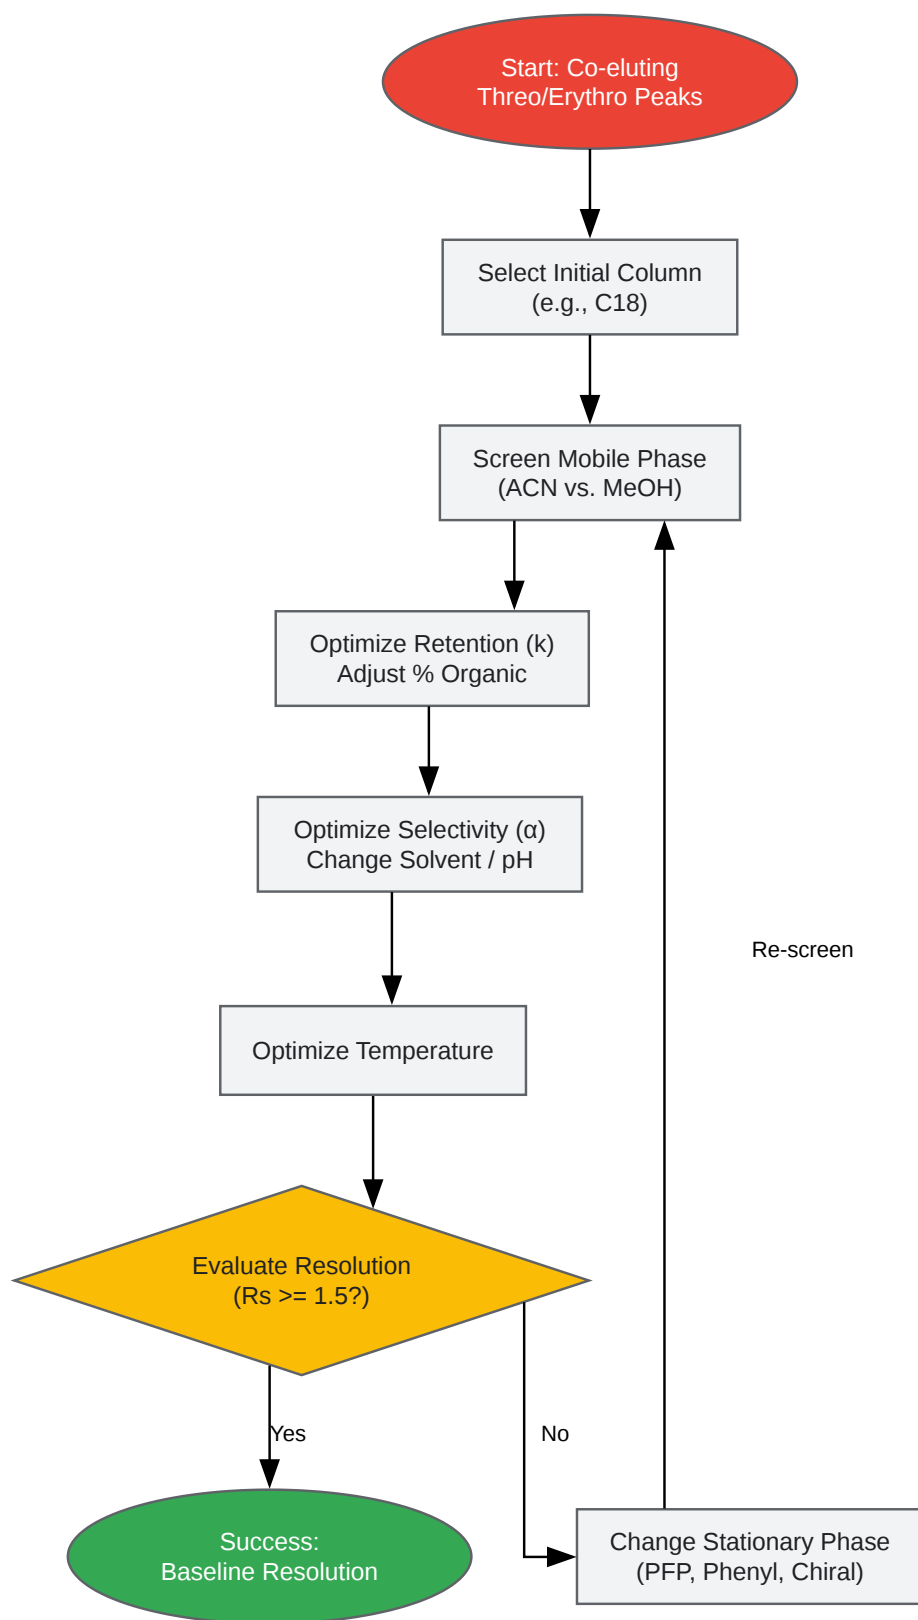 Start: Co-eluting
Threo/Erythro Peaks
Select Initial Column
(e.g., C18)
Screen Mobile Phase
(ACN vs. MeOH)
Optimize Retention (k)
Adjust % Organic
Optimize Selectivity (α)
Change Solvent / pH
Re-screen
Optimize Temperature
Evaluate Resolution
(Rs >= 1.5?)
Yes
No
Success:
Baseline Resolution
Change Stationary Phase
(PFP, Phenyl, Chiral)